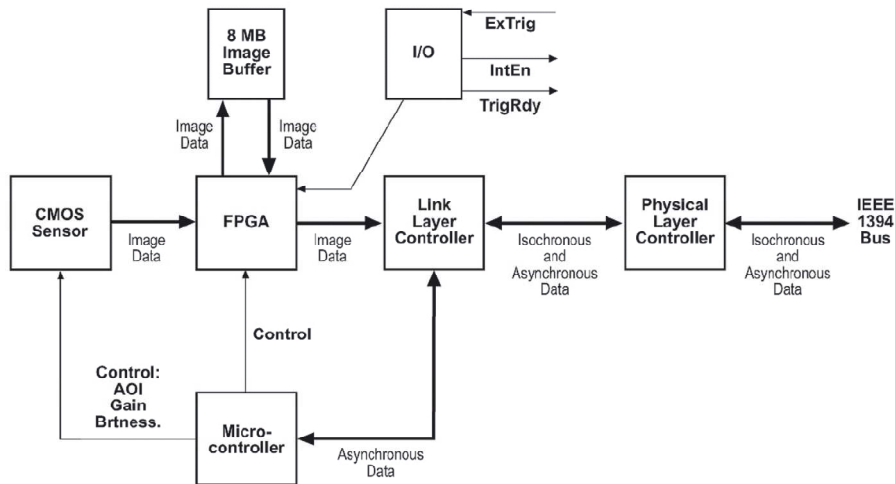 8 MB
Image
Buffer
I/O
ExTrig
IntEn
TrigRdy
Image
Data
Image
Data
CMOS
Sensor
Image
Data
FPGA
Image
Data
Link
Layer
Controller
Isochronous
and
Asynchronous
Data
Physical
Layer
Controller
Isochronous
and
Asynchronous
Data
IEEE
1394
Bus
Control
Control:
AOI
Gain
Brtness.
Micro-
controller
Asynchronous
Data